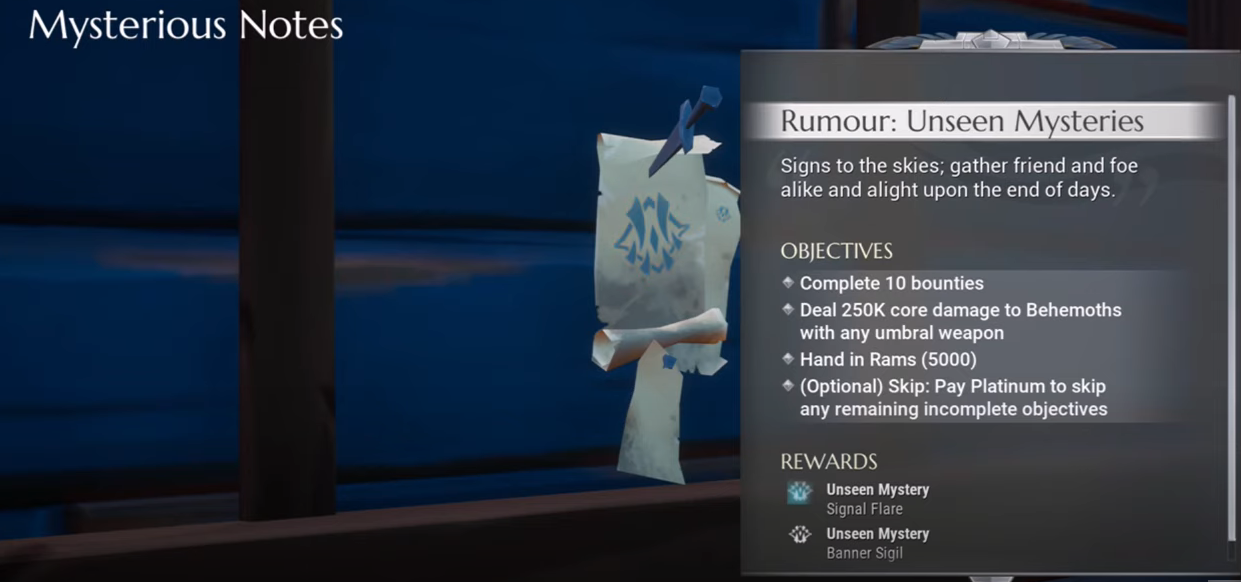 Mysterious Notes
Rumour: Unseen Mysteries
Signs to the skies; gather friend and foe
alike and alight upon the end of days.
OBJECTIVES
Complete 10 bounties
Deal 250K core damage to Behemoths
with any umbral weapon
Hand in Rams (5000)
(Optional) Skip: Pay Platinum to skip
any remaining incomplete objectives
REWARDS
Unseen Mystery
Signal Flare
Unseen Mystery
Banner Sigil